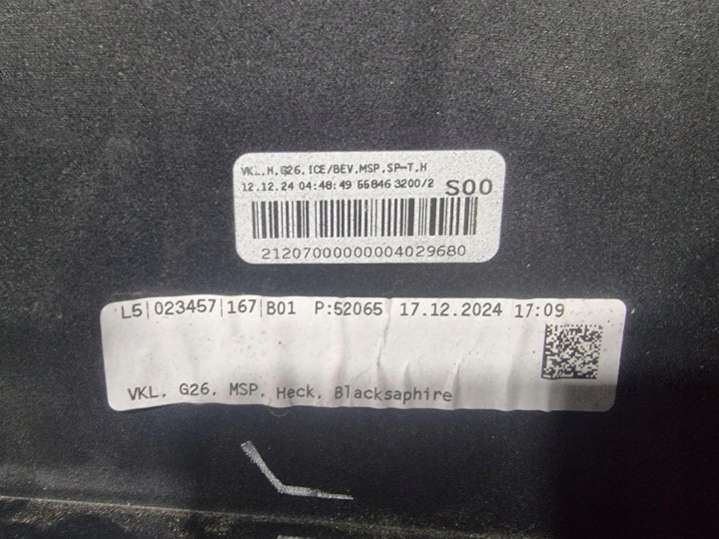 VKL,H,G26,ICE/BEV,MSP,SP-T,H
12.12.24 04:48:49 55846 3200/2 S00
21207000000004029680
L5|023457|167|B01 P:52065 17.12.2024 17:09
VKL, G26, MSP, Heck, Blacksaphire